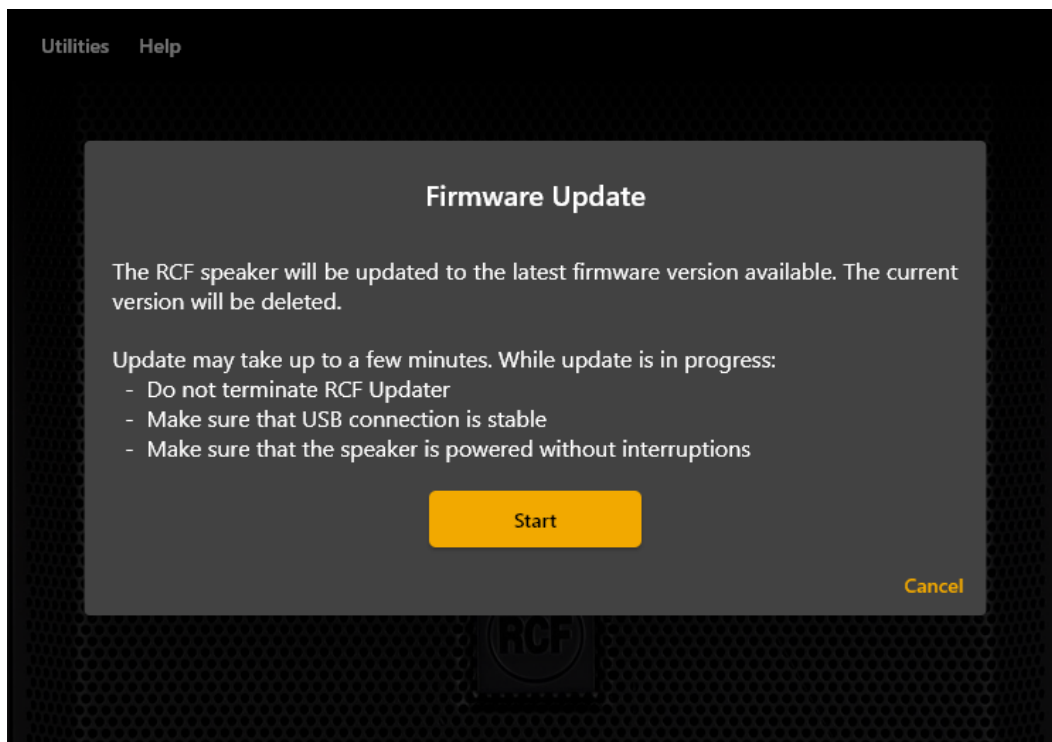 Utilities Help
Firmware Update
The RCF speaker will be updated to the latest firmware version available. The current
version will be deleted.
Update may take up to a few minutes. While update is in progress:
- Do not terminate RCF Updater
- Make sure that USB connection is stable
- Make sure that the speaker is powered without interruptions
Start
Cancel
RCF